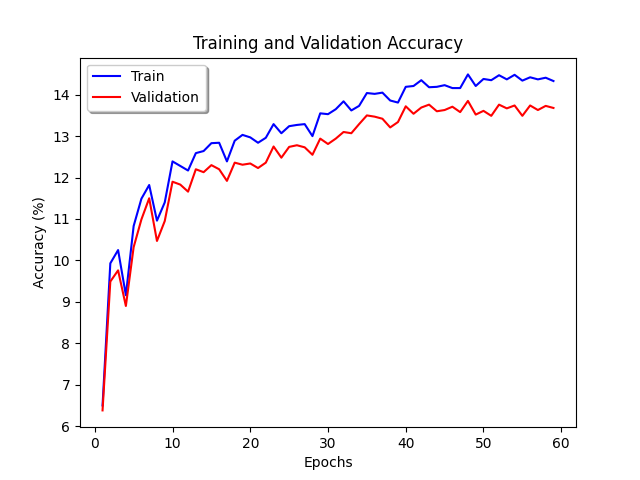 Training and Validation Accuracy
Train
Validation
Accuracy (%)
14
13
12
11
10
9
8
7
6
0 10 20 30 40 50 60
Epochs